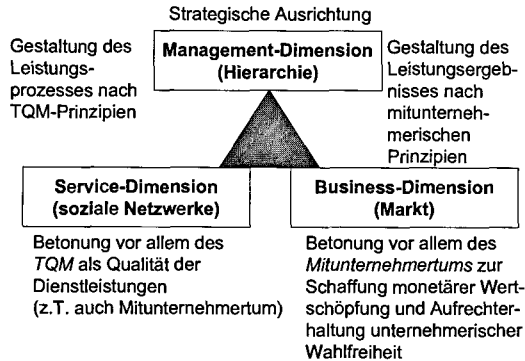 Strategische Ausrichtung
Gestaltung des
Leistungs-
prozesses nach
TQM-Prinzipien
Management-Dimension
(Hierarchie)
Gestaltung des
Leistungsergeb-
nisses nach
mitunterneh-
merischen
Prinzipien
Service-Dimension
(soziale Netzwerke)
Business-Dimension
(Markt)
Betonung vor allem des
TQM als Qualität der
Dienstleistungen
(z.T. auch Mitunternehmertum)
Betonung vor allem des
Mitunternehmertums zur
Schaffung monetärer Wert-
schöpfung und Aufrechter-
haltung unternehmerischer
Wahlfreiheit